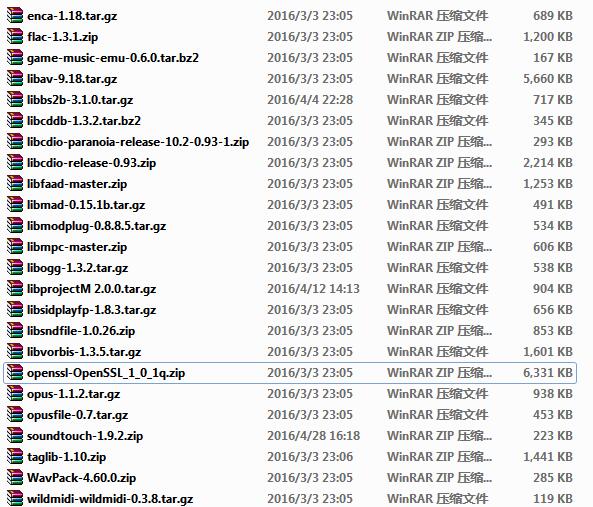 enca-1.18.tar.gz 2016/3/3 23:05 WinRAR 压缩文件 689 KB
flac-1.3.1.zip 2016/3/3 23:05 WinRAR ZIP 压缩... 1,200 KB
game-music-emu-0.6.0.tar.bz2 2016/3/3 23:05 WinRAR 压缩文件 167 KB
libav-9.18.tar.gz 2016/3/3 23:05 WinRAR 压缩文件 5,660 KB
libbs2b-3.1.0.tar.gz 2016/4/4 22:28 WinRAR 压缩文件 717 KB
libcddb-1.3.2.tar.bz2 2016/3/3 23:05 WinRAR 压缩文件 345 KB
libcdio-paranoia-release-10.2-0.93-1.zip 2016/3/3 23:05 WinRAR ZIP 压缩... 293 KB
libcdio-release-0.93.zip 2016/3/3 23:05 WinRAR ZIP 压缩... 2,214 KB
libfaad-master.zip 2016/3/3 23:05 WinRAR ZIP 压缩... 1,253 KB
libmad-0.15.1b.tar.gz 2016/3/3 23:05 WinRAR 压缩文件 491 KB
libmodplug-0.8.8.5.tar.gz 2016/3/3 23:05 WinRAR 压缩文件 534 KB
libmpc-master.zip 2016/3/3 23:05 WinRAR ZIP 压缩... 606 KB
libogg-1.3.2.tar.gz 2016/3/3 23:05 WinRAR 压缩文件 538 KB
libprojectM 2.0.0.tar.gz 2016/4/12 14:13 WinRAR 压缩文件 904 KB
libsidplayfp-1.8.3.tar.gz 2016/3/3 23:05 WinRAR 压缩文件 656 KB
libsndfile-1.0.26.zip 2016/3/3 23:05 WinRAR ZIP 压缩... 853 KB
libvorbis-1.3.5.tar.gz 2016/3/3 23:05 WinRAR 压缩文件 1,601 KB
openssl-OpenSSL_1_0_1q.zip 2016/3/3 23:05 WinRAR ZIP 压缩... 6,331 KB
opus-1.1.2.tar.gz 2016/3/3 23:05 WinRAR 压缩文件 938 KB
opusfile-0.7.tar.gz 2016/3/3 23:05 WinRAR 压缩文件 453 KB
soundtouch-1.9.2.zip 2016/4/28 16:18 WinRAR ZIP 压缩... 223 KB
taglib-1.10.zip 2016/3/3 23:06 WinRAR ZIP 压缩... 1,441 KB
WavPack-4.60.0.zip 2016/3/3 23:05 WinRAR ZIP 压缩... 285 KB
wildmidi-wildmidi-0.3.8.tar.gz 2016/3/3 23:05 WinRAR 压缩文件 119 KB